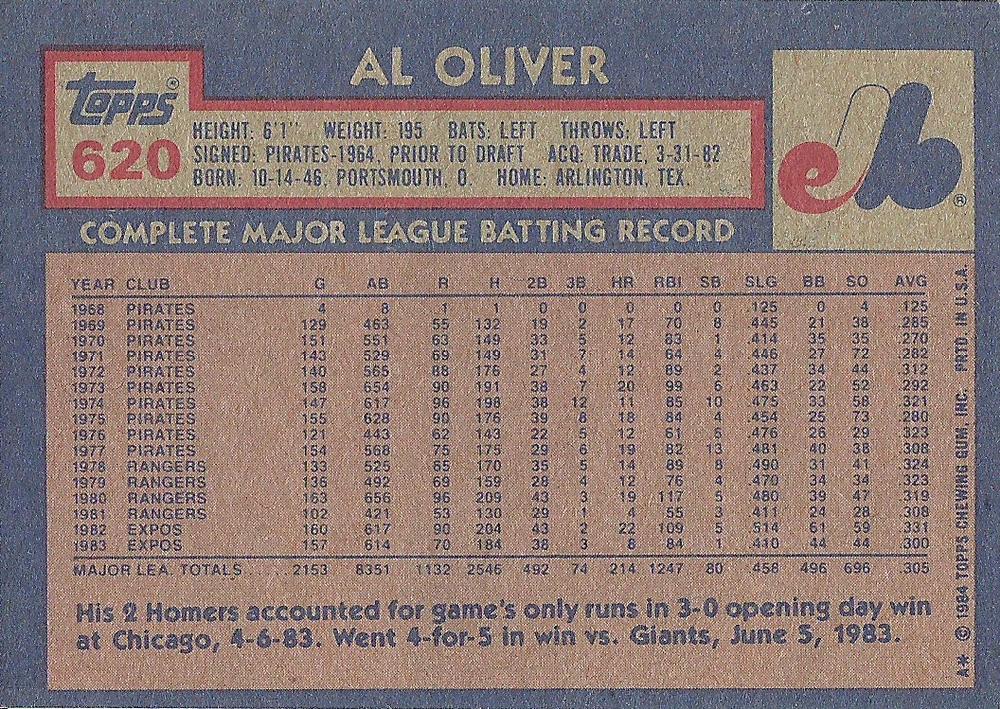 AL OLIVER
topps®
620
HEIGHT: 6'1" WEIGHT: 195 BATS: LEFT THROWS: LEFT
SIGNED: PIRATES-1964, PRIOR TO DRAFT ACQ: TRADE, 3-31-82
BORN: 10-14-46, PORTSMOUTH, O. HOME: ARLINGTON, TEX.
eb®
COMPLETE MAJOR LEAGUE BATTING RECORD
YEAR CLUB G AB R H 2B 3B HR RBI SB SLG BB SO AVG
1968 PIRATES 4 8 1 1 0 0 0 0 0 .125 0 4 .125
1969 PIRATES 129 463 55 132 19 2 17 70 8 .445 21 38 .285
1970 PIRATES 151 551 63 149 33 5 12 83 1 .414 35 35 .270
1971 PIRATES 143 529 69 149 31 7 14 64 4 .446 27 72 .282
1972 PIRATES 140 565 88 176 27 4 12 89 2 .437 34 44 .312
1973 PIRATES 158 654 90 191 38 7 20 99 6 .463 22 52 .292
1974 PIRATES 147 617 96 198 38 12 11 85 10 .475 33 58 .321
1975 PIRATES 155 628 90 176 39 8 18 84 4 .454 25 73 .280
1976 PIRATES 121 443 62 143 22 5 12 61 5 .476 26 29 .323
1977 PIRATES 154 568 75 175 29 6 19 82 13 .481 40 38 .308
1978 RANGERS 133 525 65 170 35 5 14 89 8 .490 31 41 .324
1979 RANGERS 136 492 69 159 28 4 12 76 4 .470 34 34 .323
1980 RANGERS 163 656 96 209 43 3 19 117 5 .480 39 47 .319
1981 RANGERS 102 421 53 130 29 1 4 55 3 .411 24 28 .308
1982 EXPOS 160 617 90 204 43 2 22 109 5 .514 61 59 .331
1983 EXPOS 157 614 70 184 38 3 8 84 1 .410 44 44 .300
MAJOR LEA. TOTALS 2153 8351 1132 2546 492 74 214 1247 80 .458 496 696 .305
His 2 Homers accounted for game's only runs in 3-0 opening day win
at Chicago, 4-6-83. Went 4-for-5 in win vs. Giants, June 5, 1983.
A* © 1984 TOPPS CHEWING GUM, INC. PRTD. IN U.S.A.